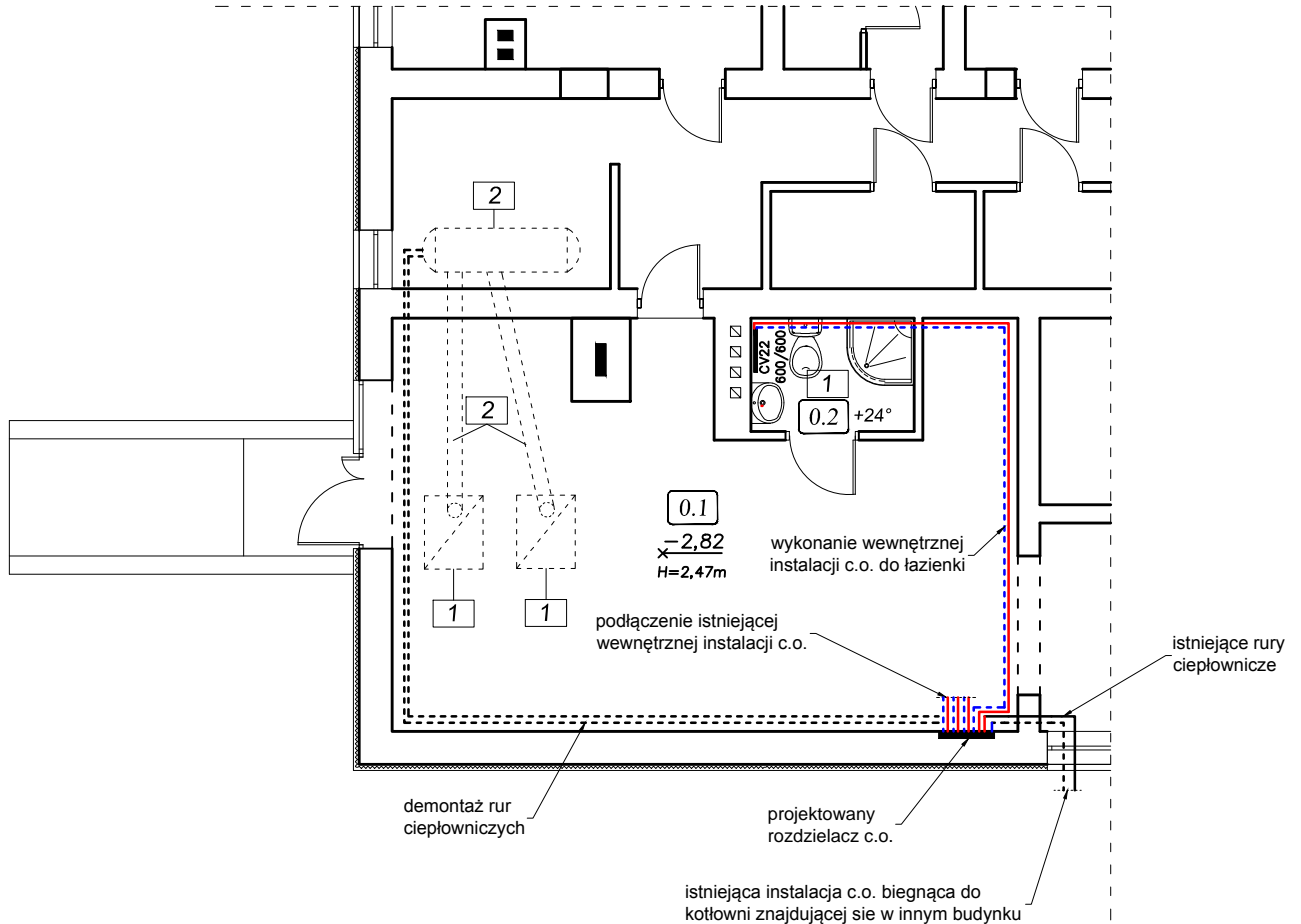 2
CV22
600/600
1
0.2 +24°
2
0.1
-2,82
H=2,47m
wykonanie wewnętrznej
instalacji c.o. do łazienki
1
1
podłączenie istniejącej
wewnętrznej instalacji c.o.
istniejące rury
ciepłownicze
demontaż rur
ciepłowniczych
projektowany
rozdzielacz c.o.
istniejąca instalacja c.o. biegnąca do
kotłowni znajdującej sie w innym budynku